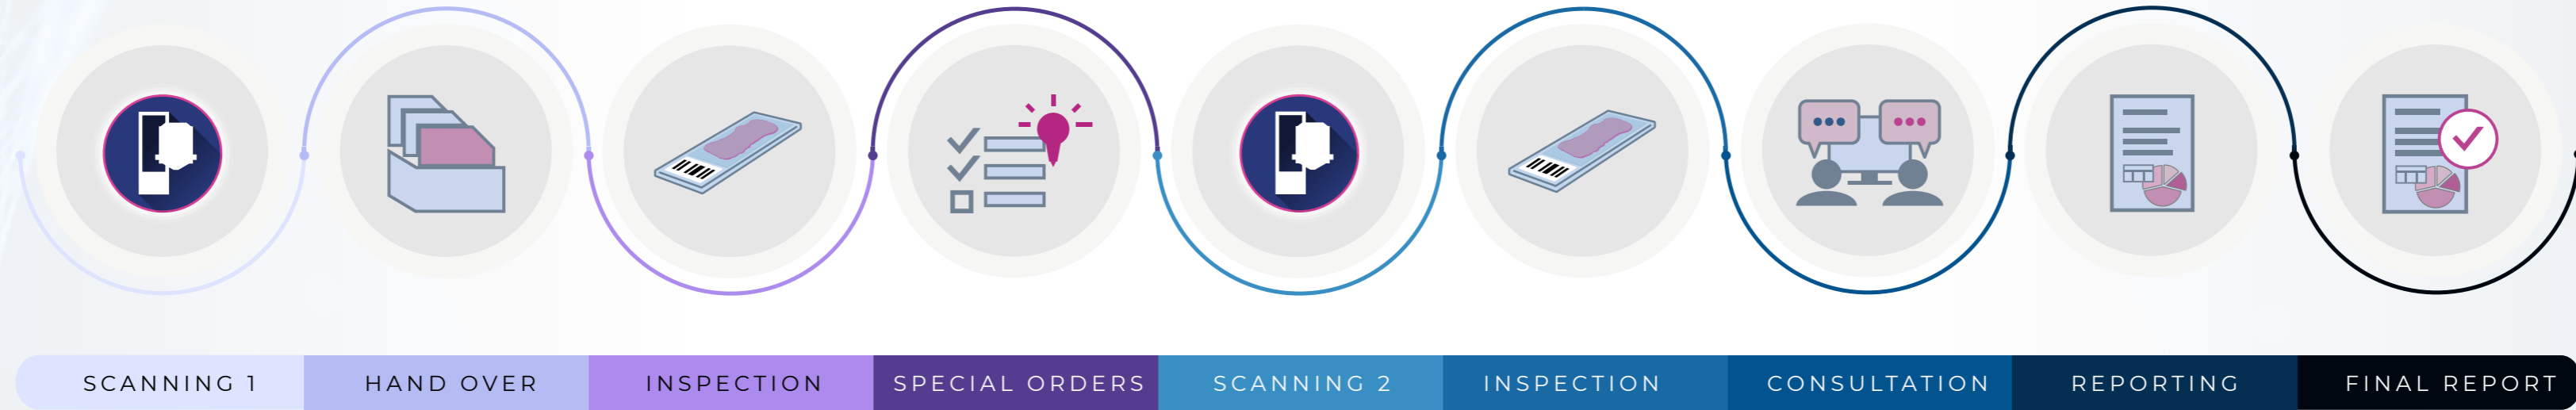 SCANNING 1
HAND OVER
INSPECTION
SPECIAL ORDERS
SCANNING 2
INSPECTION
CONSULTATION
REPORTING
FINAL REPORT